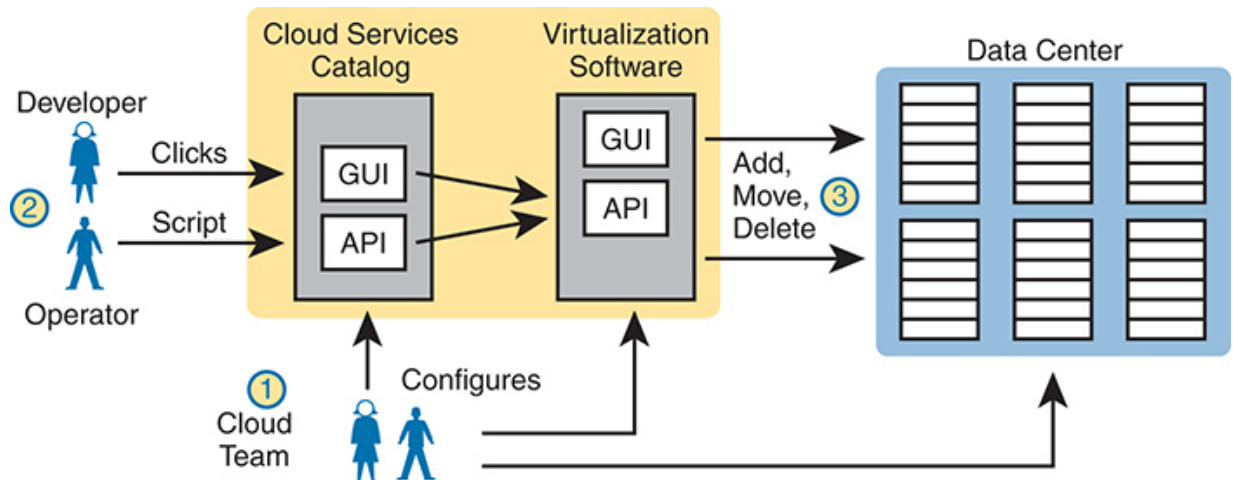 Cloud Services
Catalog
Virtualization
Software
Data Center
Developer
Clicks
GUI
API
GUI
API
Add,
Move,
Delete
3
2
Script
Operator
1
Configures
Cloud
Team